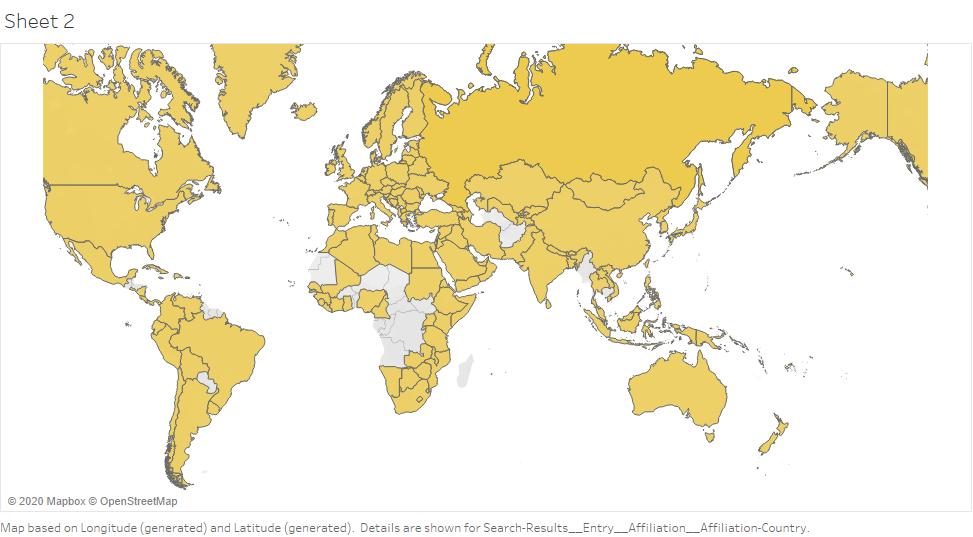 Sheet 2
© 2020 Mapbox © OpenStreetMap
Map based on Longitude (generated) and Latitude (generated).  Details are shown for Search-Results__Entry__Affiliation__Affiliation-Country.